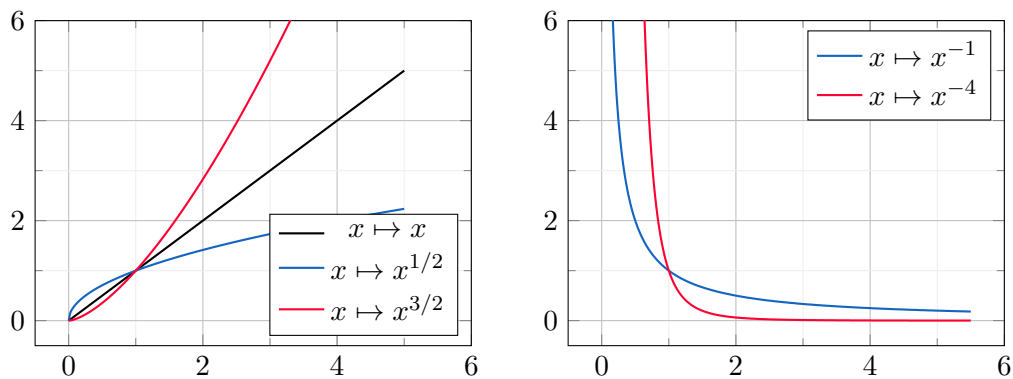 6
4
2
0
0 2 4 6
x ↦ x
x ↦ x^{1/2}
x ↦ x^{3/2}
6
4
2
0
0 2 4 6
x ↦ x^{-1}
x ↦ x^{-4}